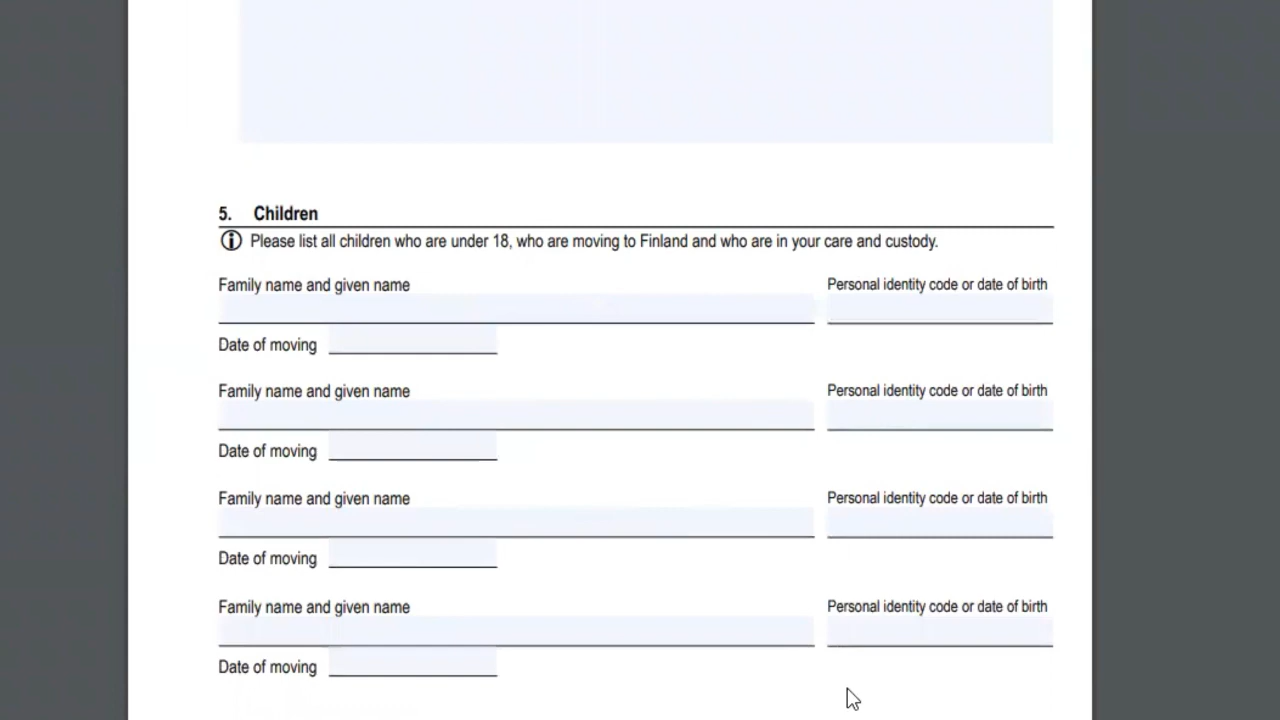 5. Children
Please list all children who are under 18, who are moving to Finland and who are in your care and custody.
Family name and given name Personal identity code or date of birth
Date of moving
Family name and given name Personal identity code or date of birth
Date of moving
Family name and given name Personal identity code or date of birth
Date of moving
Family name and given name Personal identity code or date of birth
Date of moving